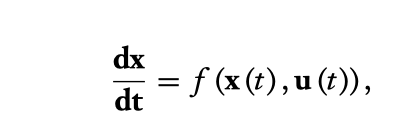 dx
dt = f(x(t), u(t)),